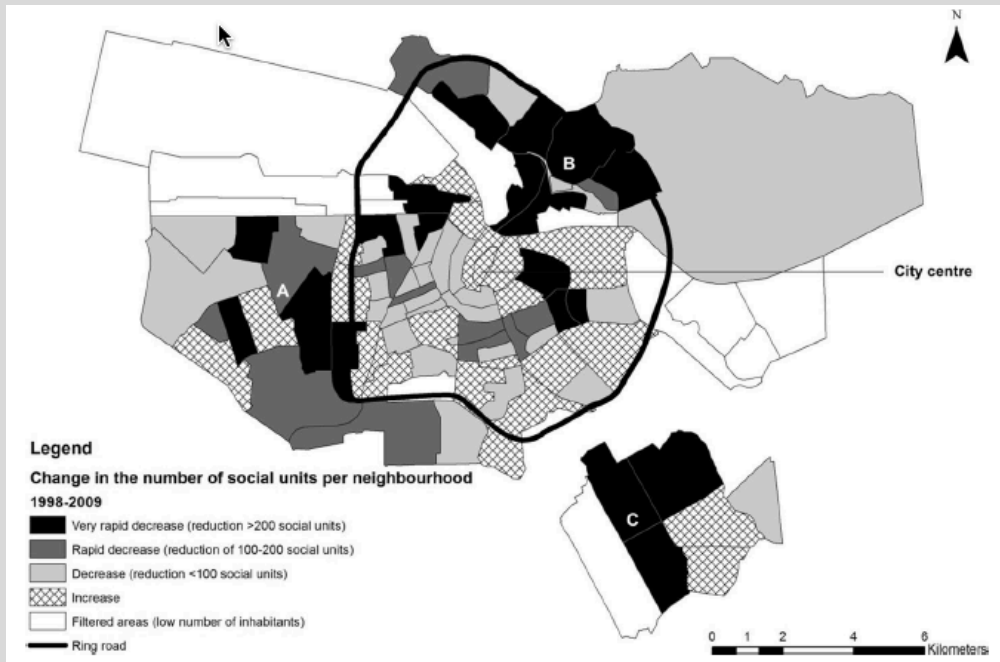 N
B
City centre
A
Legend
Change in the number of social units per neighbourhood
1998-2009
Very rapid decrease (reduction >200 social units)
Rapid decrease (reduction of 100-200 social units)
Decrease (reduction <100 social units)
Increase
Filtered areas (low number of inhabitants)
Ring road
C
0 1 2 4 6
Kilometers